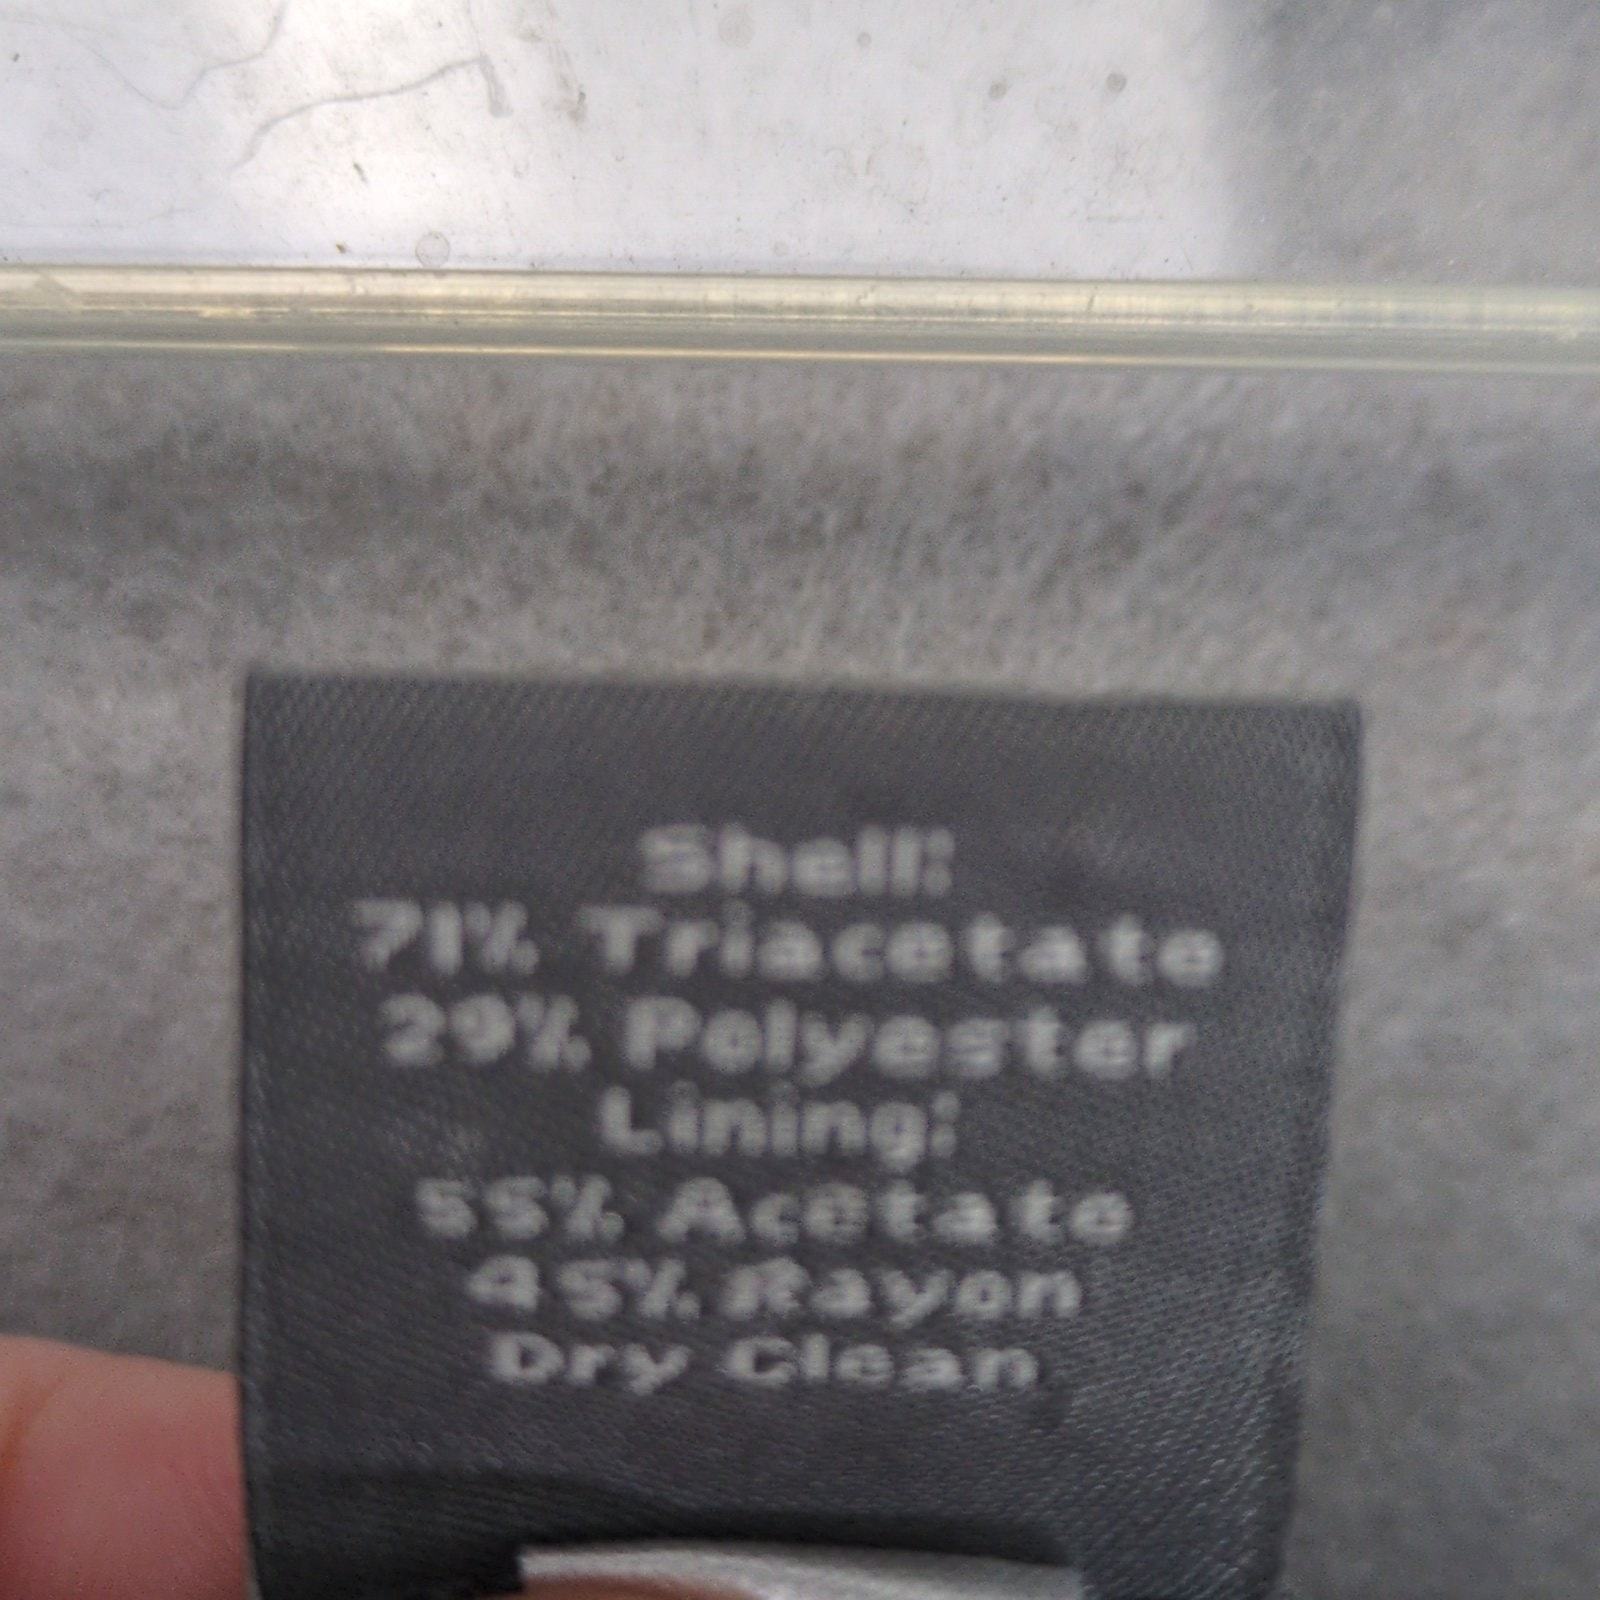 Shell:
71% Triacetate
29% Polyester
Lining:
55% Acetate
45% Rayon
Dry Clean